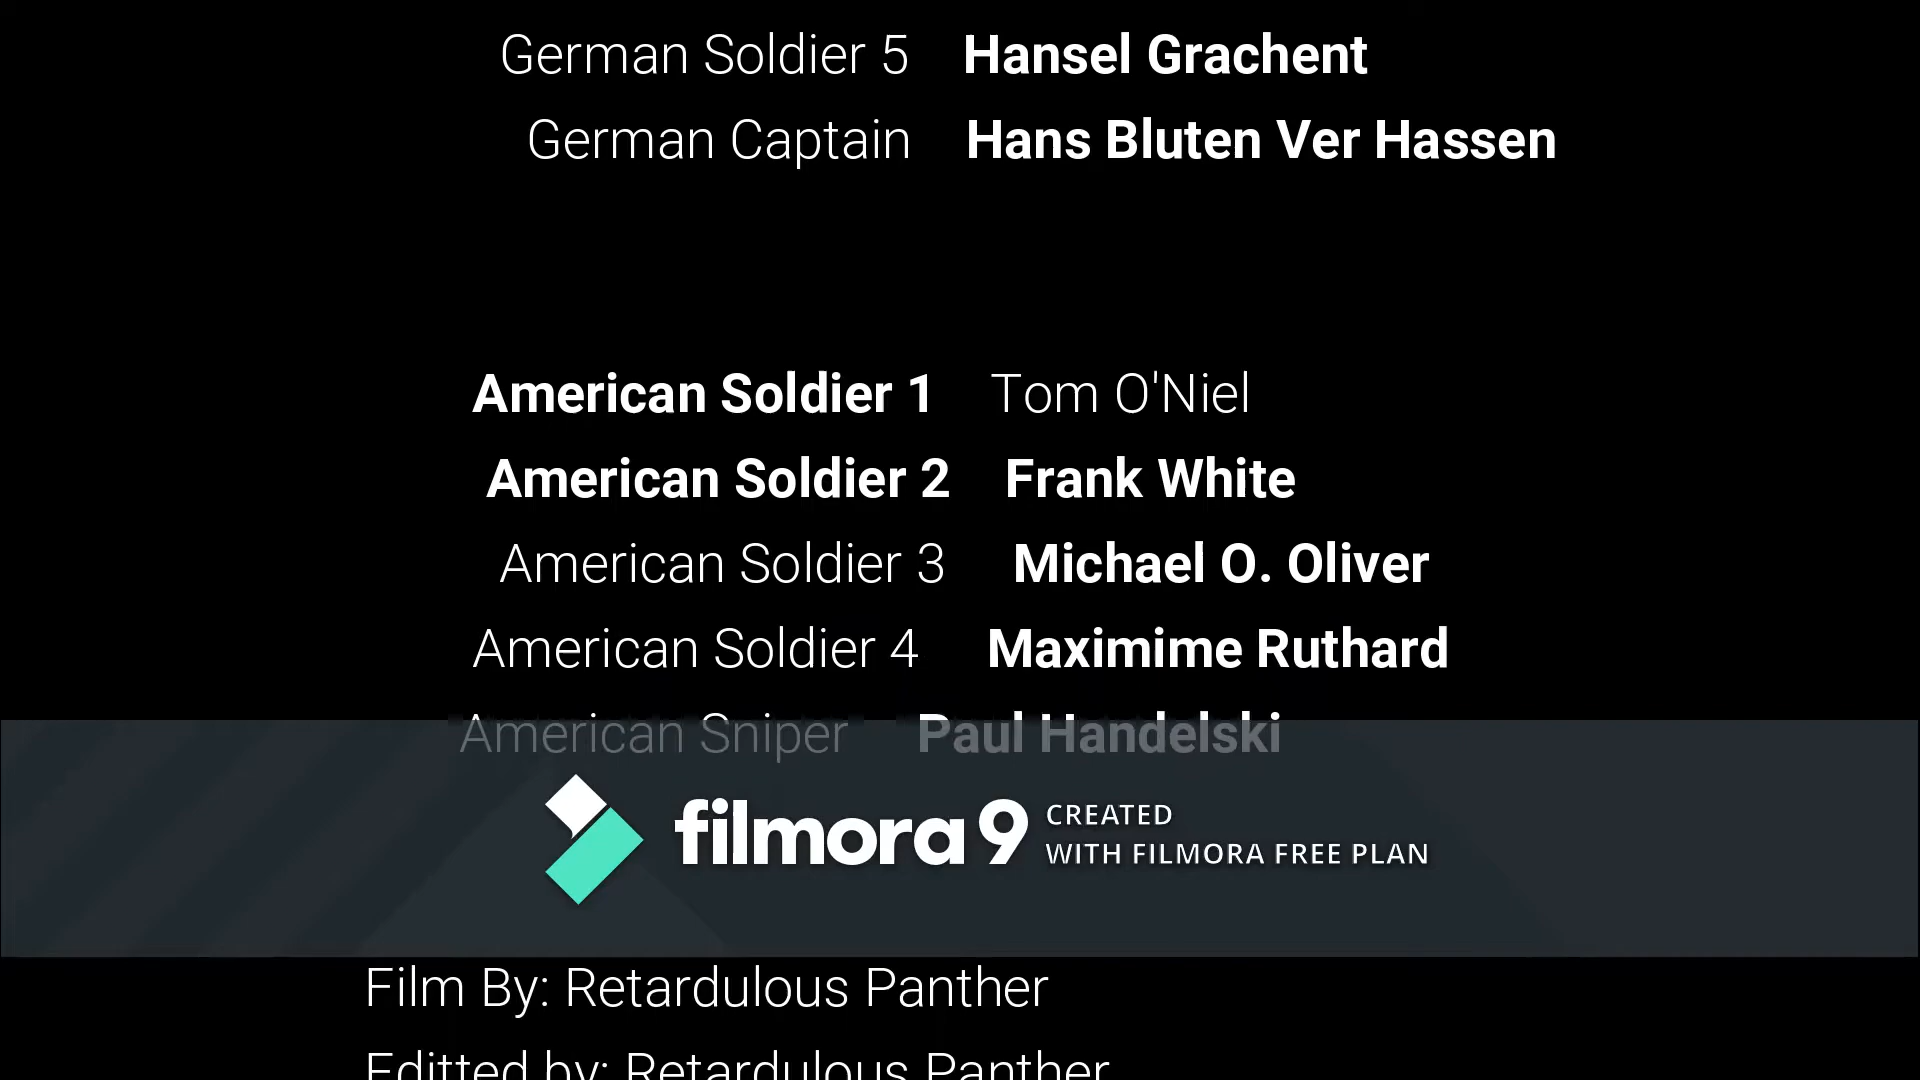 German Soldier 5 Hansel Grachent
German Captain Hans Bluten Ver Hassen
American Soldier 1 Tom O'Niel
American Soldier 2 Frank White
American Soldier 3 Michael O. Oliver
American Soldier 4 Maximime Ruthard
American Sniper Paul Handelski
filmora9 CREATED
WITH FILMORA FREE PLAN
Film By: Retardulous Panther
Editted by: Retardulous Panther